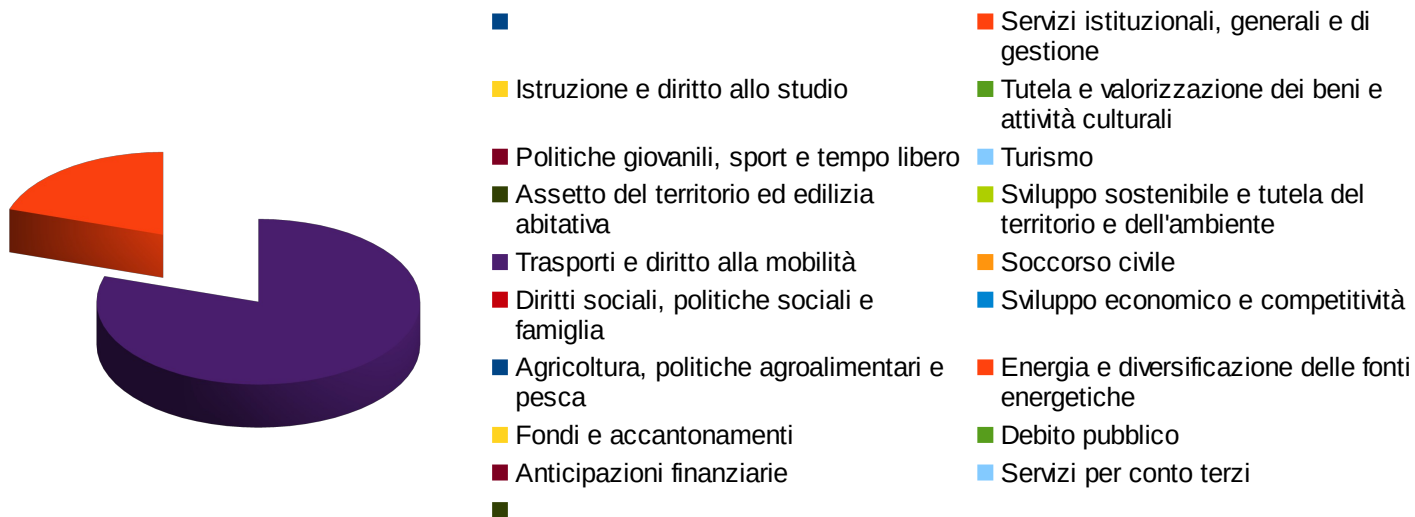 Servizi istituzionali, generali e di
gestione
Istruzione e diritto allo studio
Tutela e valorizzazione dei beni e
attività culturali
Politiche giovanili, sport e tempo libero
Turismo
Assetto del territorio ed edilizia
abitativa
Sviluppo sostenibile e tutela del
territorio e dell'ambiente
Trasporti e diritto alla mobilità
Soccorso civile
Diritti sociali, politiche sociali e
famiglia
Sviluppo economico e competitività
Agricoltura, politiche agroalimentari e
pesca
Energia e diversificazione delle fonti
energetiche
Fondi e accantonamenti
Debito pubblico
Anticipazioni finanziarie
Servizi per conto terzi